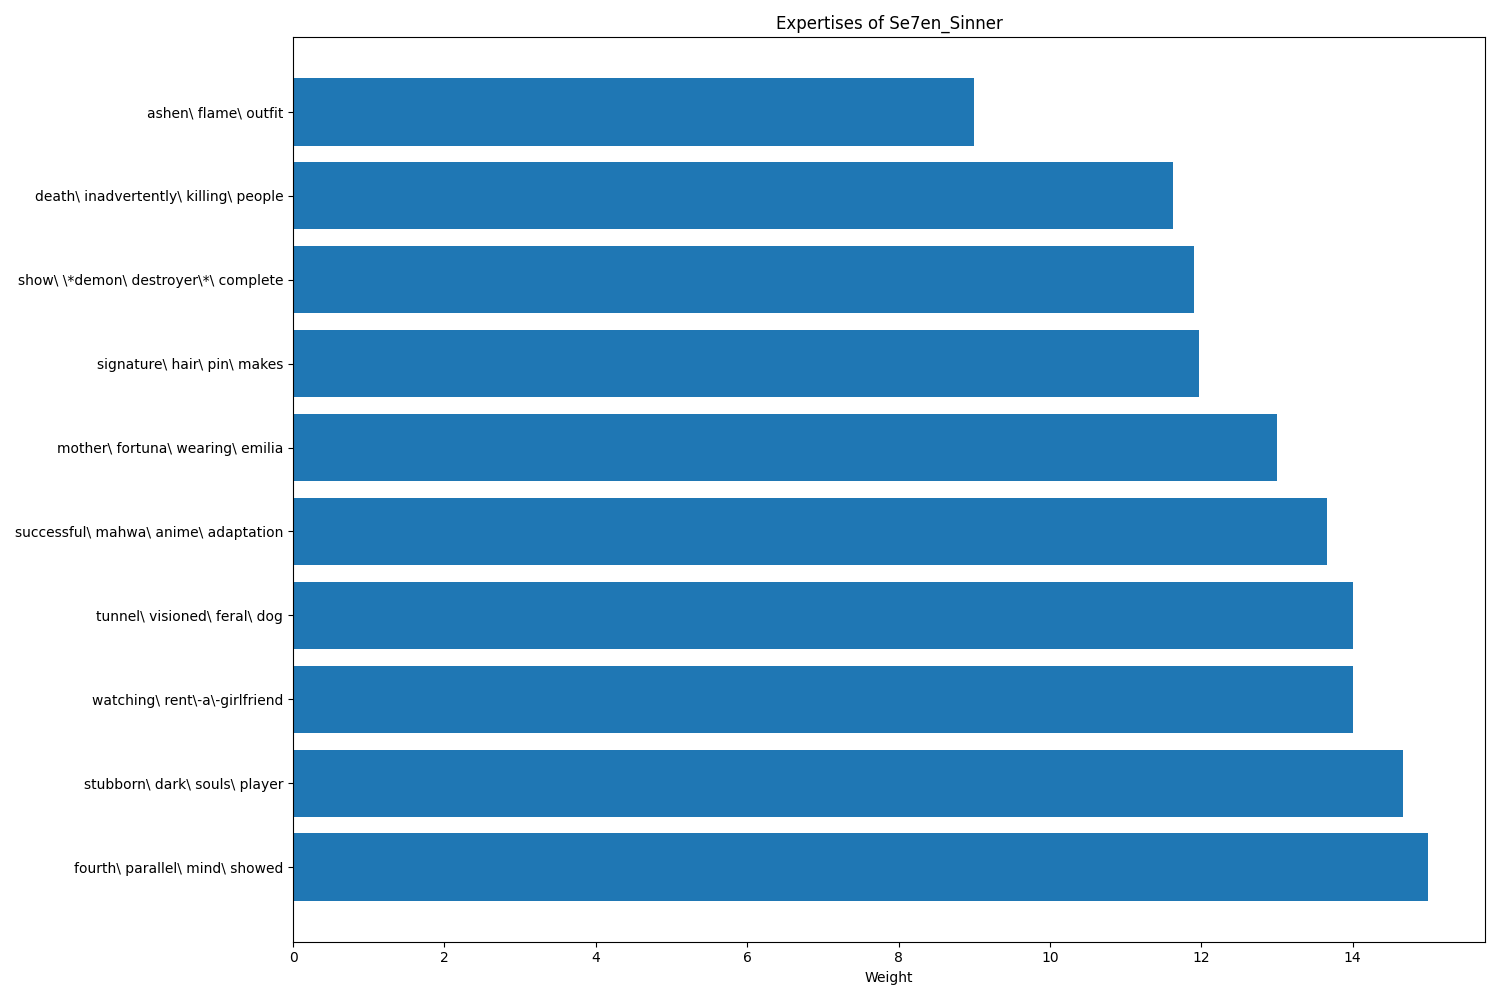 Expertises of Se7en_Sinner
ashen\ flame\ outfit
death\ inadvertently\ killing\ people
show\ \*demon\ destroyer\*\ complete
signature\ hair\ pin\ makes
mother\ fortuna\ wearing\ emilia
successful\ mahwa\ anime\ adaptation
tunnel\ visioned\ feral\ dog
watching\ rent\-a\-girlfriend
stubborn\ dark\ souls\ player
fourth\ parallel\ mind\ showed
0 2 4 6 8 10 12 14
Weight